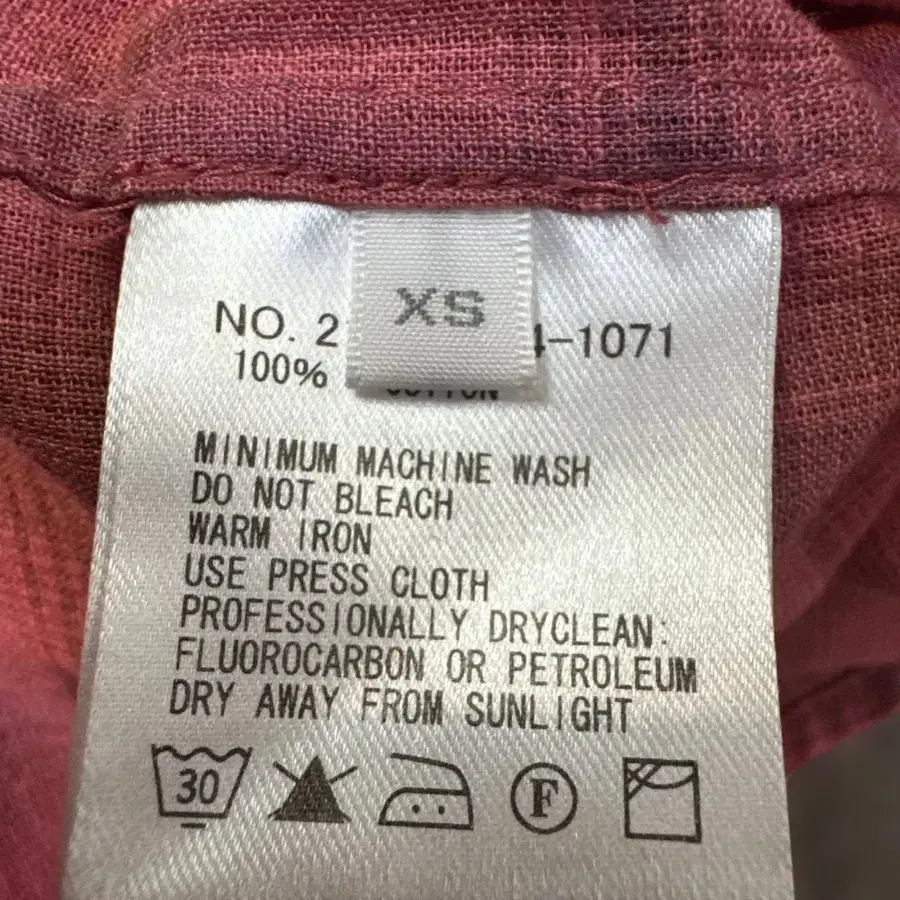 XS
NO. 2 4-1071
100% COTTON
MINIMUM MACHINE WASH
DO NOT BLEACH
WARM IRON
USE PRESS CLOTH
PROFESSIONALLY DRYCLEAN:
FLUOROCARBON OR PETROLEUM
DRY AWAY FROM SUNLIGHT
30 F